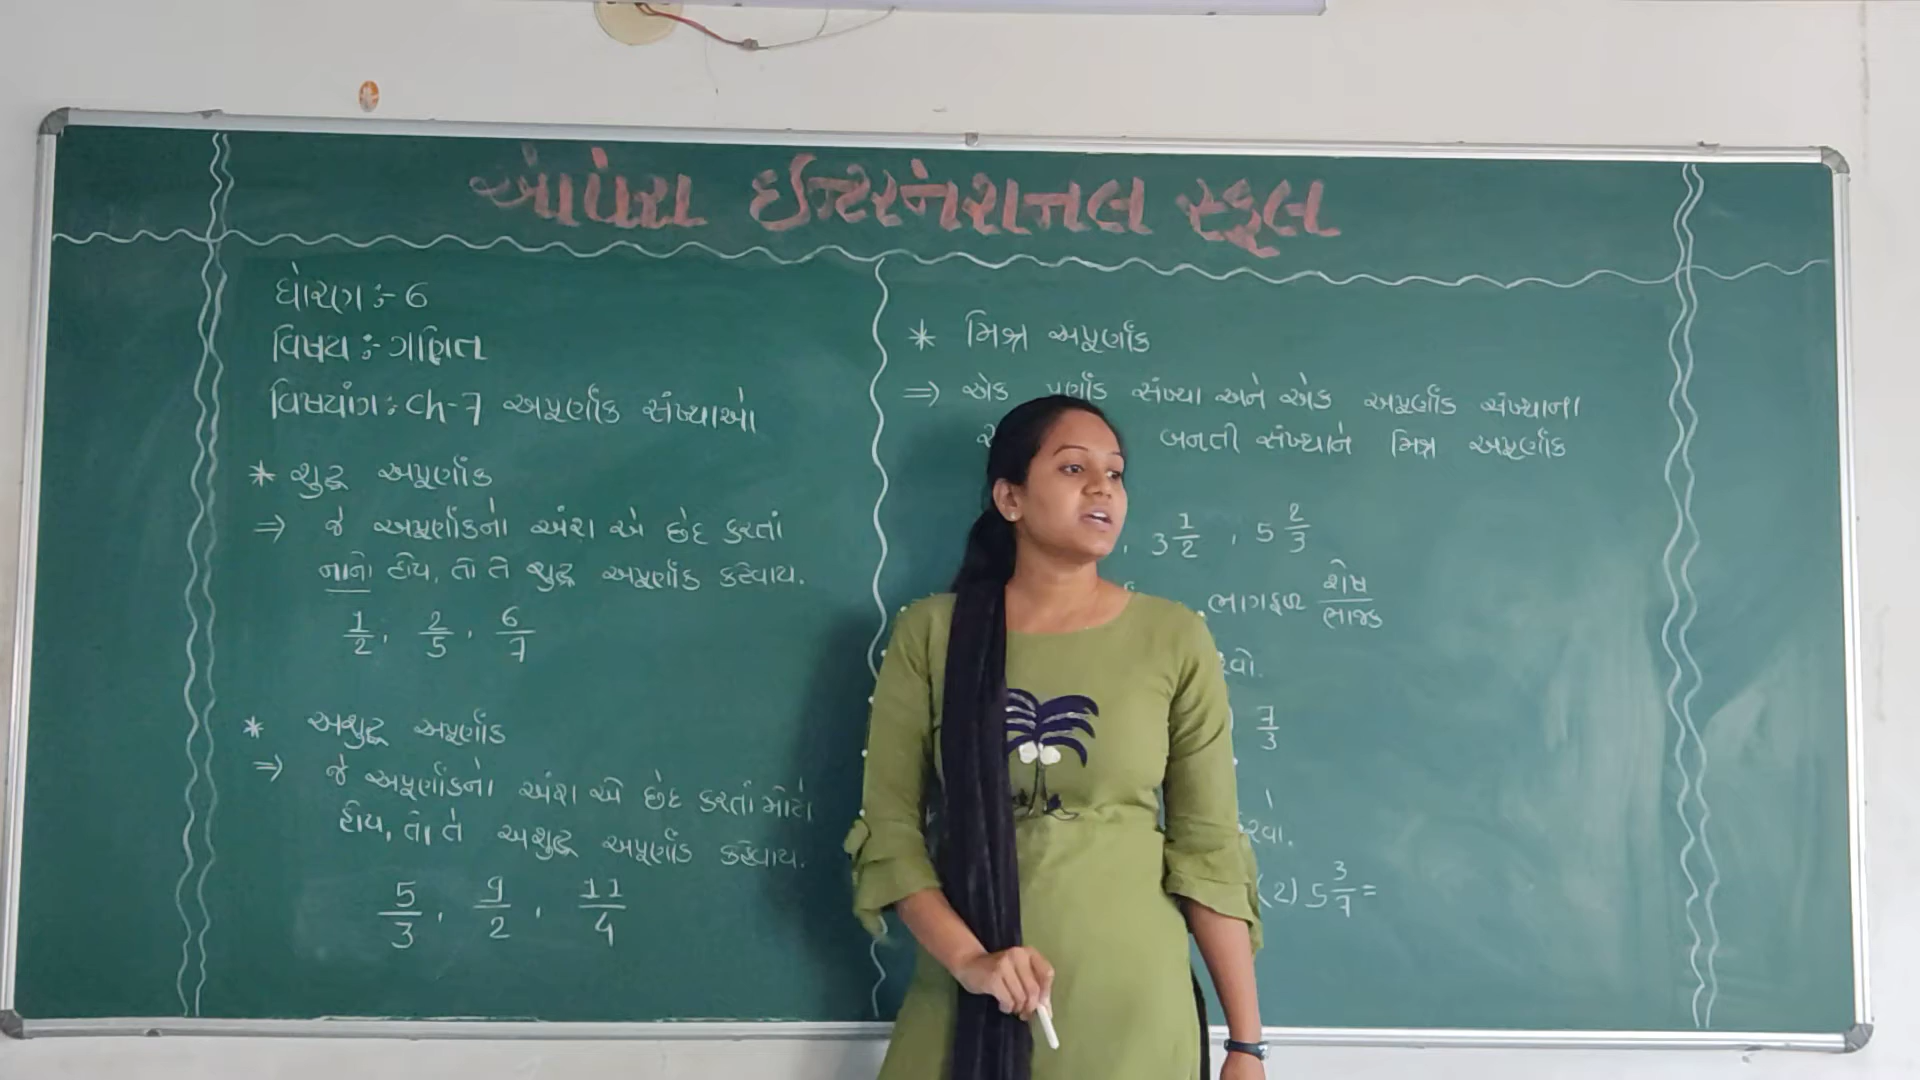 આંપેરા ઈન્ટરનેશનલ સ્કૂલ
ધોરણ :- 6
વિષય :- ગણિત
વિષયાંગ : Ch-7 અપૂર્ણાંક સંખ્યાઓ
* શુદ્ધ અપૂર્ણાંક
⇒ જે અપૂર્ણાંકનો અંશ એ છેદ કરતાં
નાનો હોય, તો તે શુદ્ધ અપૂર્ણાંક કહેવાય.
1/2, 2/5, 6/7
* અશુદ્ધ અપૂર્ણાંક
⇒ જે અપૂર્ણાંકનો અંશ એ છેદ કરતાં મોટો
હોય, તો તે અશુદ્ધ અપૂર્ણાંક કહેવાય.
5/3, 9/2, 11/4
* મિશ્ર અપૂર્ણાંક
⇒ એક પૂર્ણાંક સંખ્યા અને એક અપૂર્ણાંક સંખ્યાના
બનતી સંખ્યાને મિશ્ર અપૂર્ણાંક
, 3 1/2, 5 2/3
ભાગફળ શેષ/ભાજક
7/3
(2) 5 3/7 =